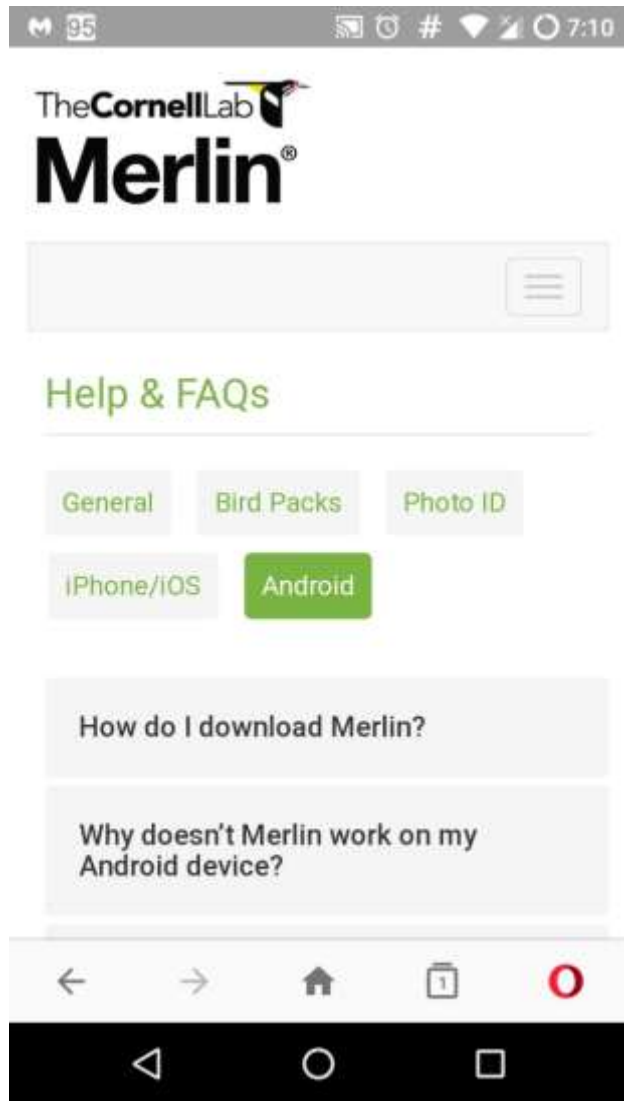 95 # 7:10
TheCornellLab
Merlin®
Help & FAQs
General Bird Packs Photo ID
iPhone/iOS Android
How do I download Merlin?
Why doesn’t Merlin work on my
Android device?
1